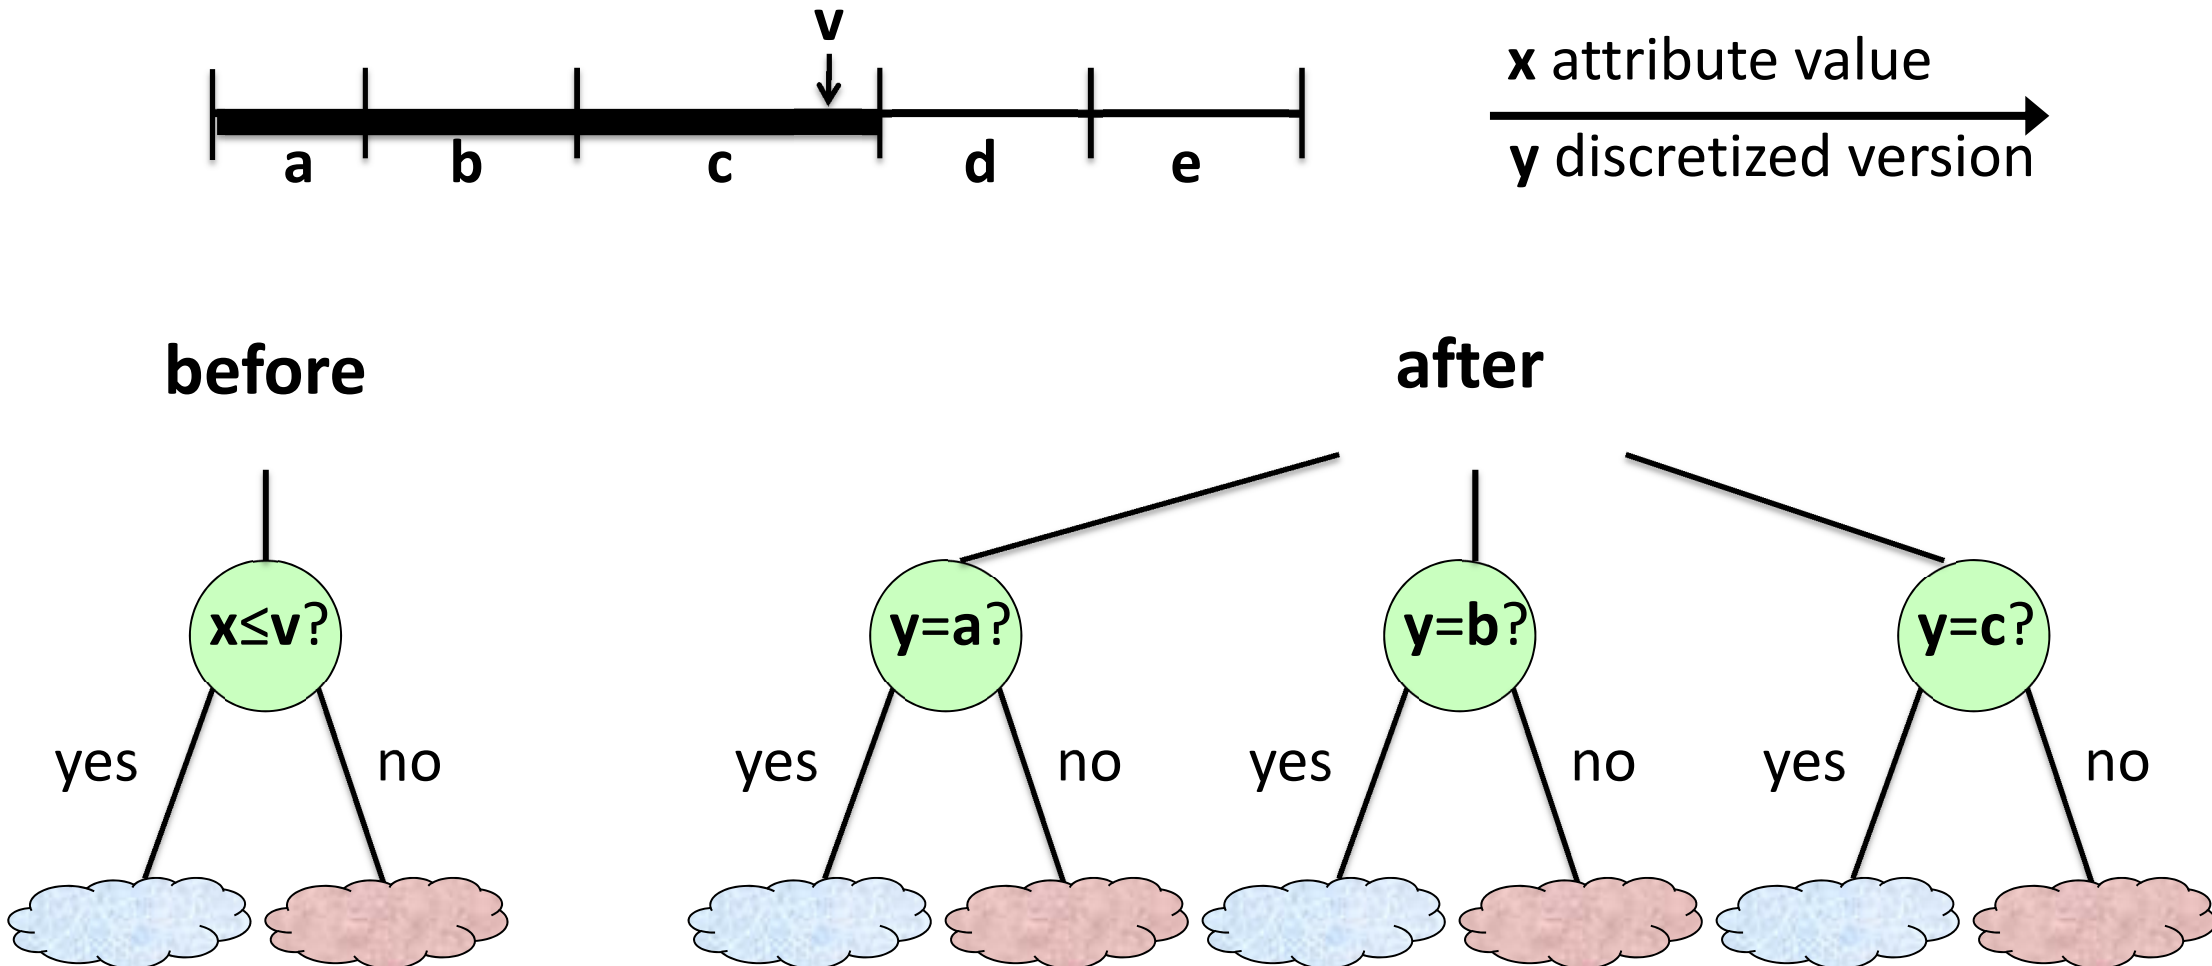 v
a b c d e
x attribute value
y discretized version
before
after
x≤v?
y=a?
y=b?
y=c?
yes no
yes no
yes no
yes no